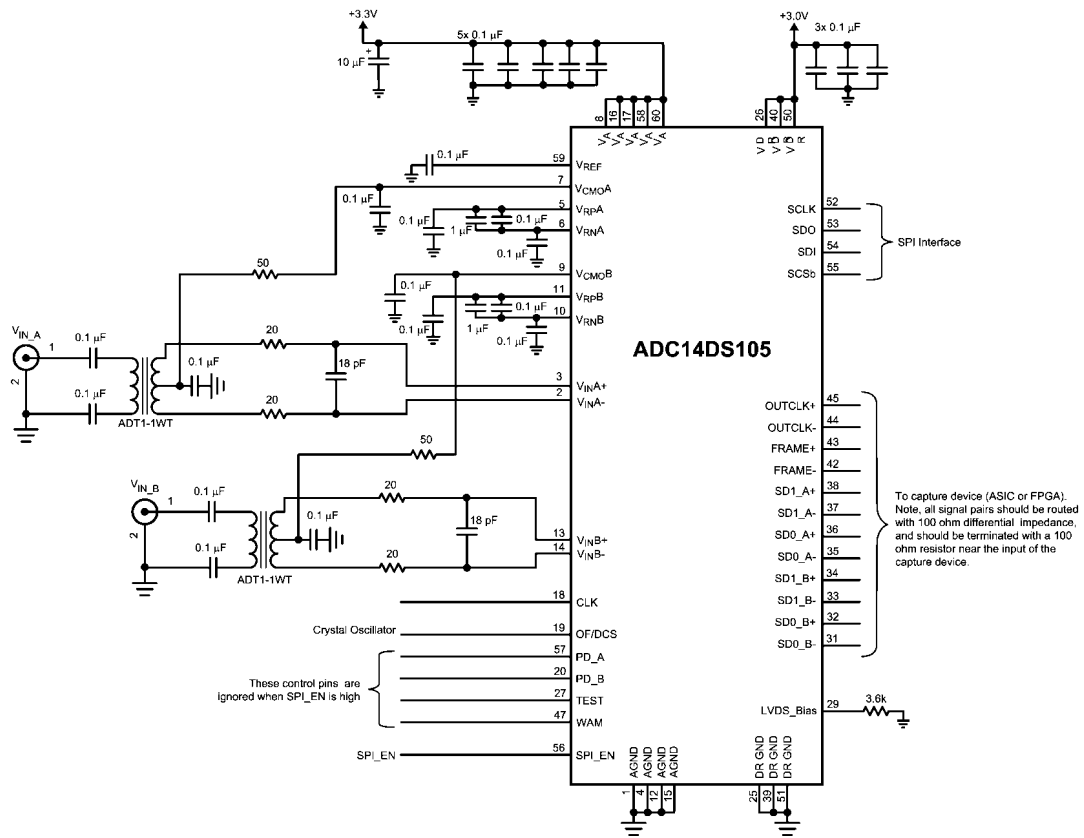 +3.3V
5x 0.1 µF
+
10 µF
+3.0V
3x 0.1 µF
8
16
17
58
60
VA
VA
VA
VA
VA
26
40
50
VD
VD
R
0.1 µF
59
VREF
7
VCMOA
0.1 µF
5
VRPA
0.1 µF
1 µF
0.1 µF
6
VRNA
0.1 µF
50
9
VCMOB
0.1 µF
11
VRPB
0.1 µF
1 µF
0.1 µF
10
VRNB
0.1 µF
52
SCLK
53
SDO
54
SDI
55
SCSb
SPI Interface
ADC14DS105
VIN_A
1
2
0.1 µF
0.1 µF
ADT1-1WT
0.1 µF
20
20
18 pF
3
VINA+
2
VINA-
50
VIN_B
1
2
0.1 µF
0.1 µF
ADT1-1WT
0.1 µF
20
20
18 pF
13
VINB+
14
VINB-
OUTCLK+
45
OUTCLK-
44
FRAME+
43
FRAME-
42
SD1_A+
38
SD1_A-
37
SD0_A+
36
SD0_A-
35
SD1_B+
34
SD1_B-
33
SD0_B+
32
SD0_B-
31
To capture device (ASIC or FPGA).
Note, all signal pairs should be routed
with 100 ohm differential impedance,
and should be terminated with a 100
ohm resistor near the input of the
capture device.
18
CLK
Crystal Oscillator
19
OF/DCS
57
PD_A
20
PD_B
27
TEST
47
WAM
These control pins are
ignored when SPI_EN is high
SPI_EN
56
SPI_EN
LVDS_Bias
29
3.6k
AGND
AGND
AGND
AGND
1
4
12
15
DR GND
DR GND
DR GND
25
39
51